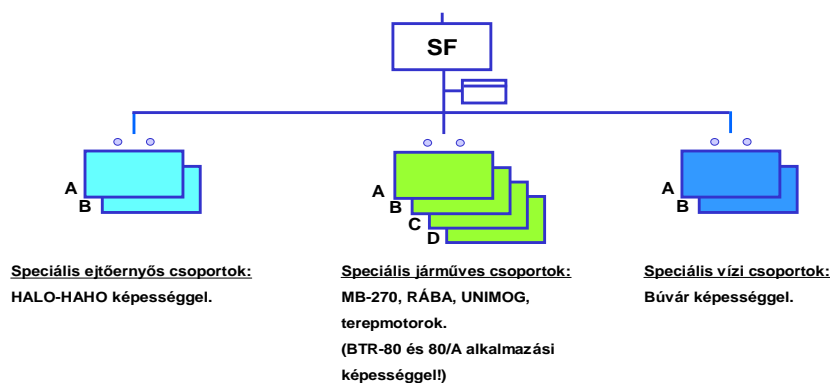 SF
A
B
A
B
C
D
A
B
Speciális ejtőernyős csoportok:
HALO-HAHO képességgel.
Speciális járműves csoportok:
MB-270, RÁBA, UNIMOG,
terepmotorok.
(BTR-80 és 80/A alkalmazási
képességgel!)
Speciális vízi csoportok:
Búvár képességgel.